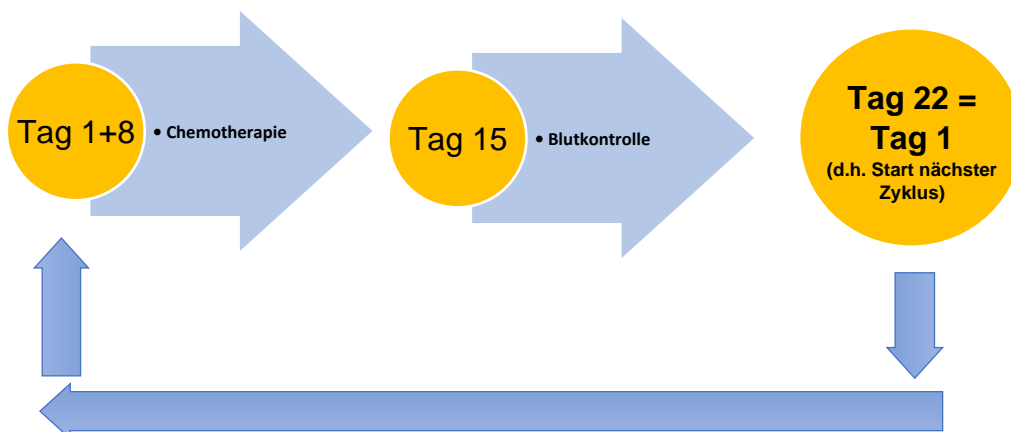 Tag 1+8
• Chemotherapie
Tag 15
• Blutkontrolle
Tag 22 =
Tag 1
(d.h. Start nächster
Zyklus)